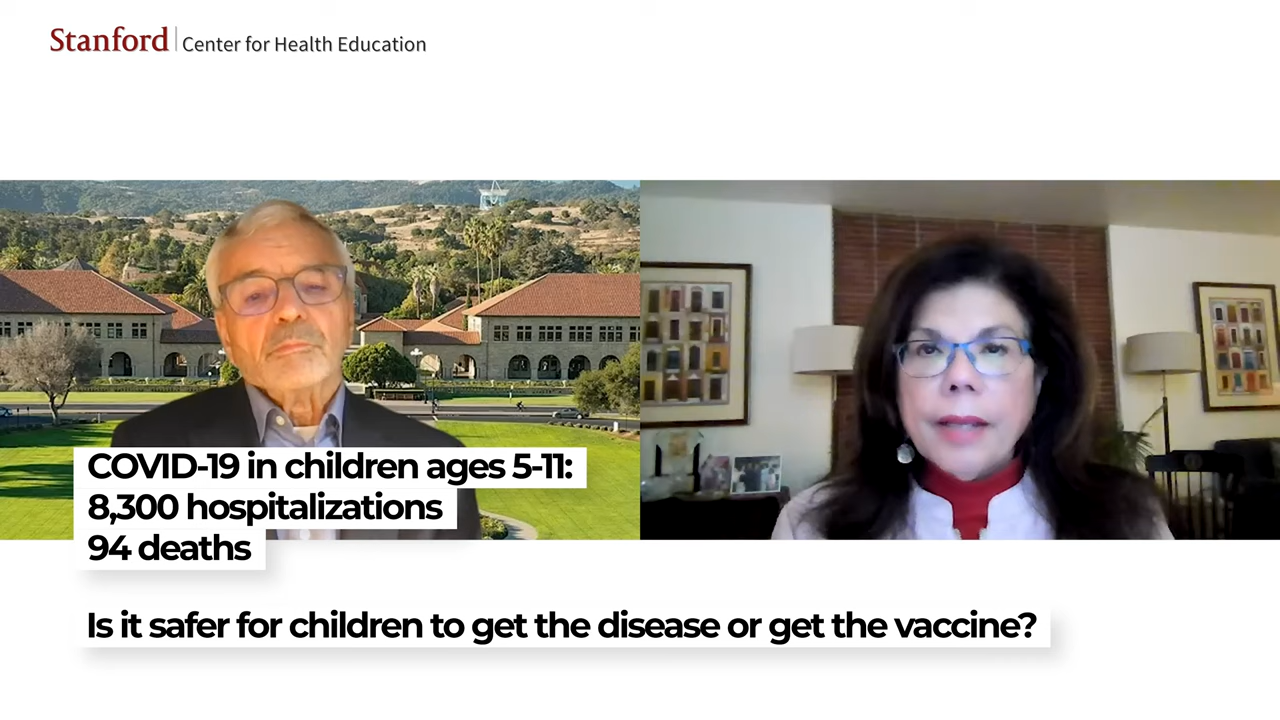 Stanford Center for Health Education
COVID-19 in children ages 5-11:
8,300 hospitalizations
94 deaths
Is it safer for children to get the disease or get the vaccine?